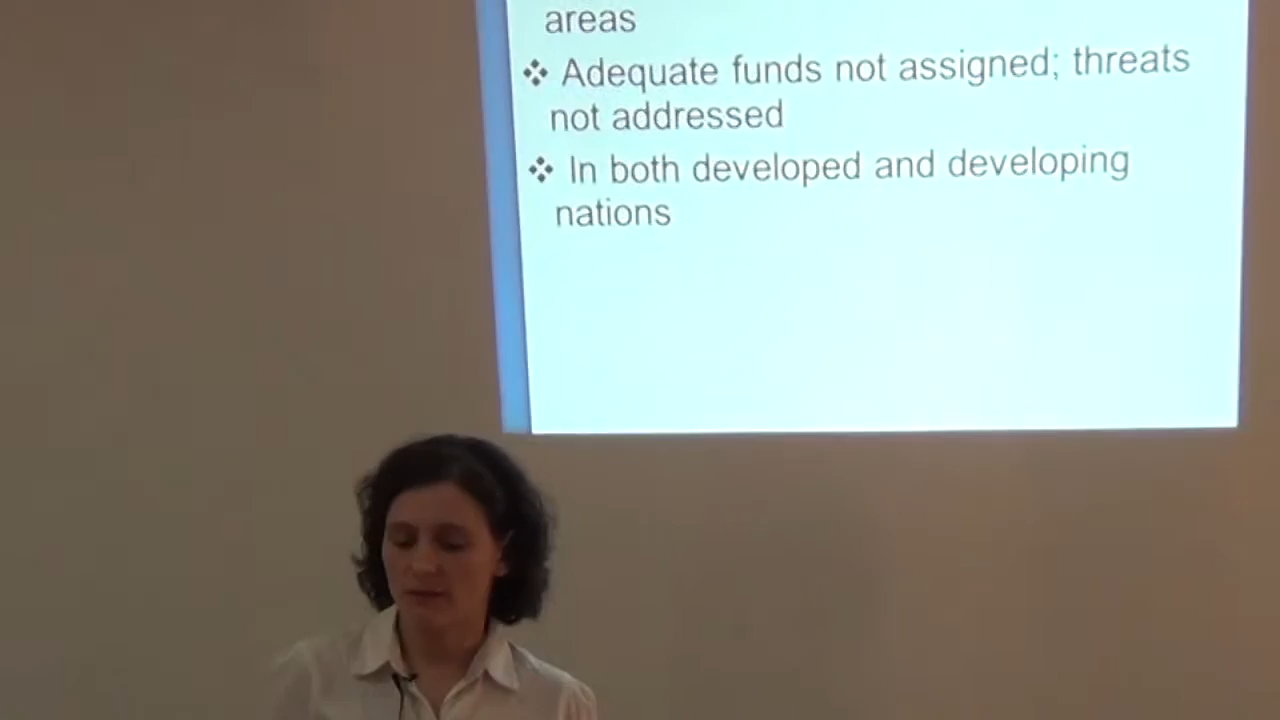 areas
❖ Adequate funds not assigned; threats
not addressed
❖ In both developed and developing
nations